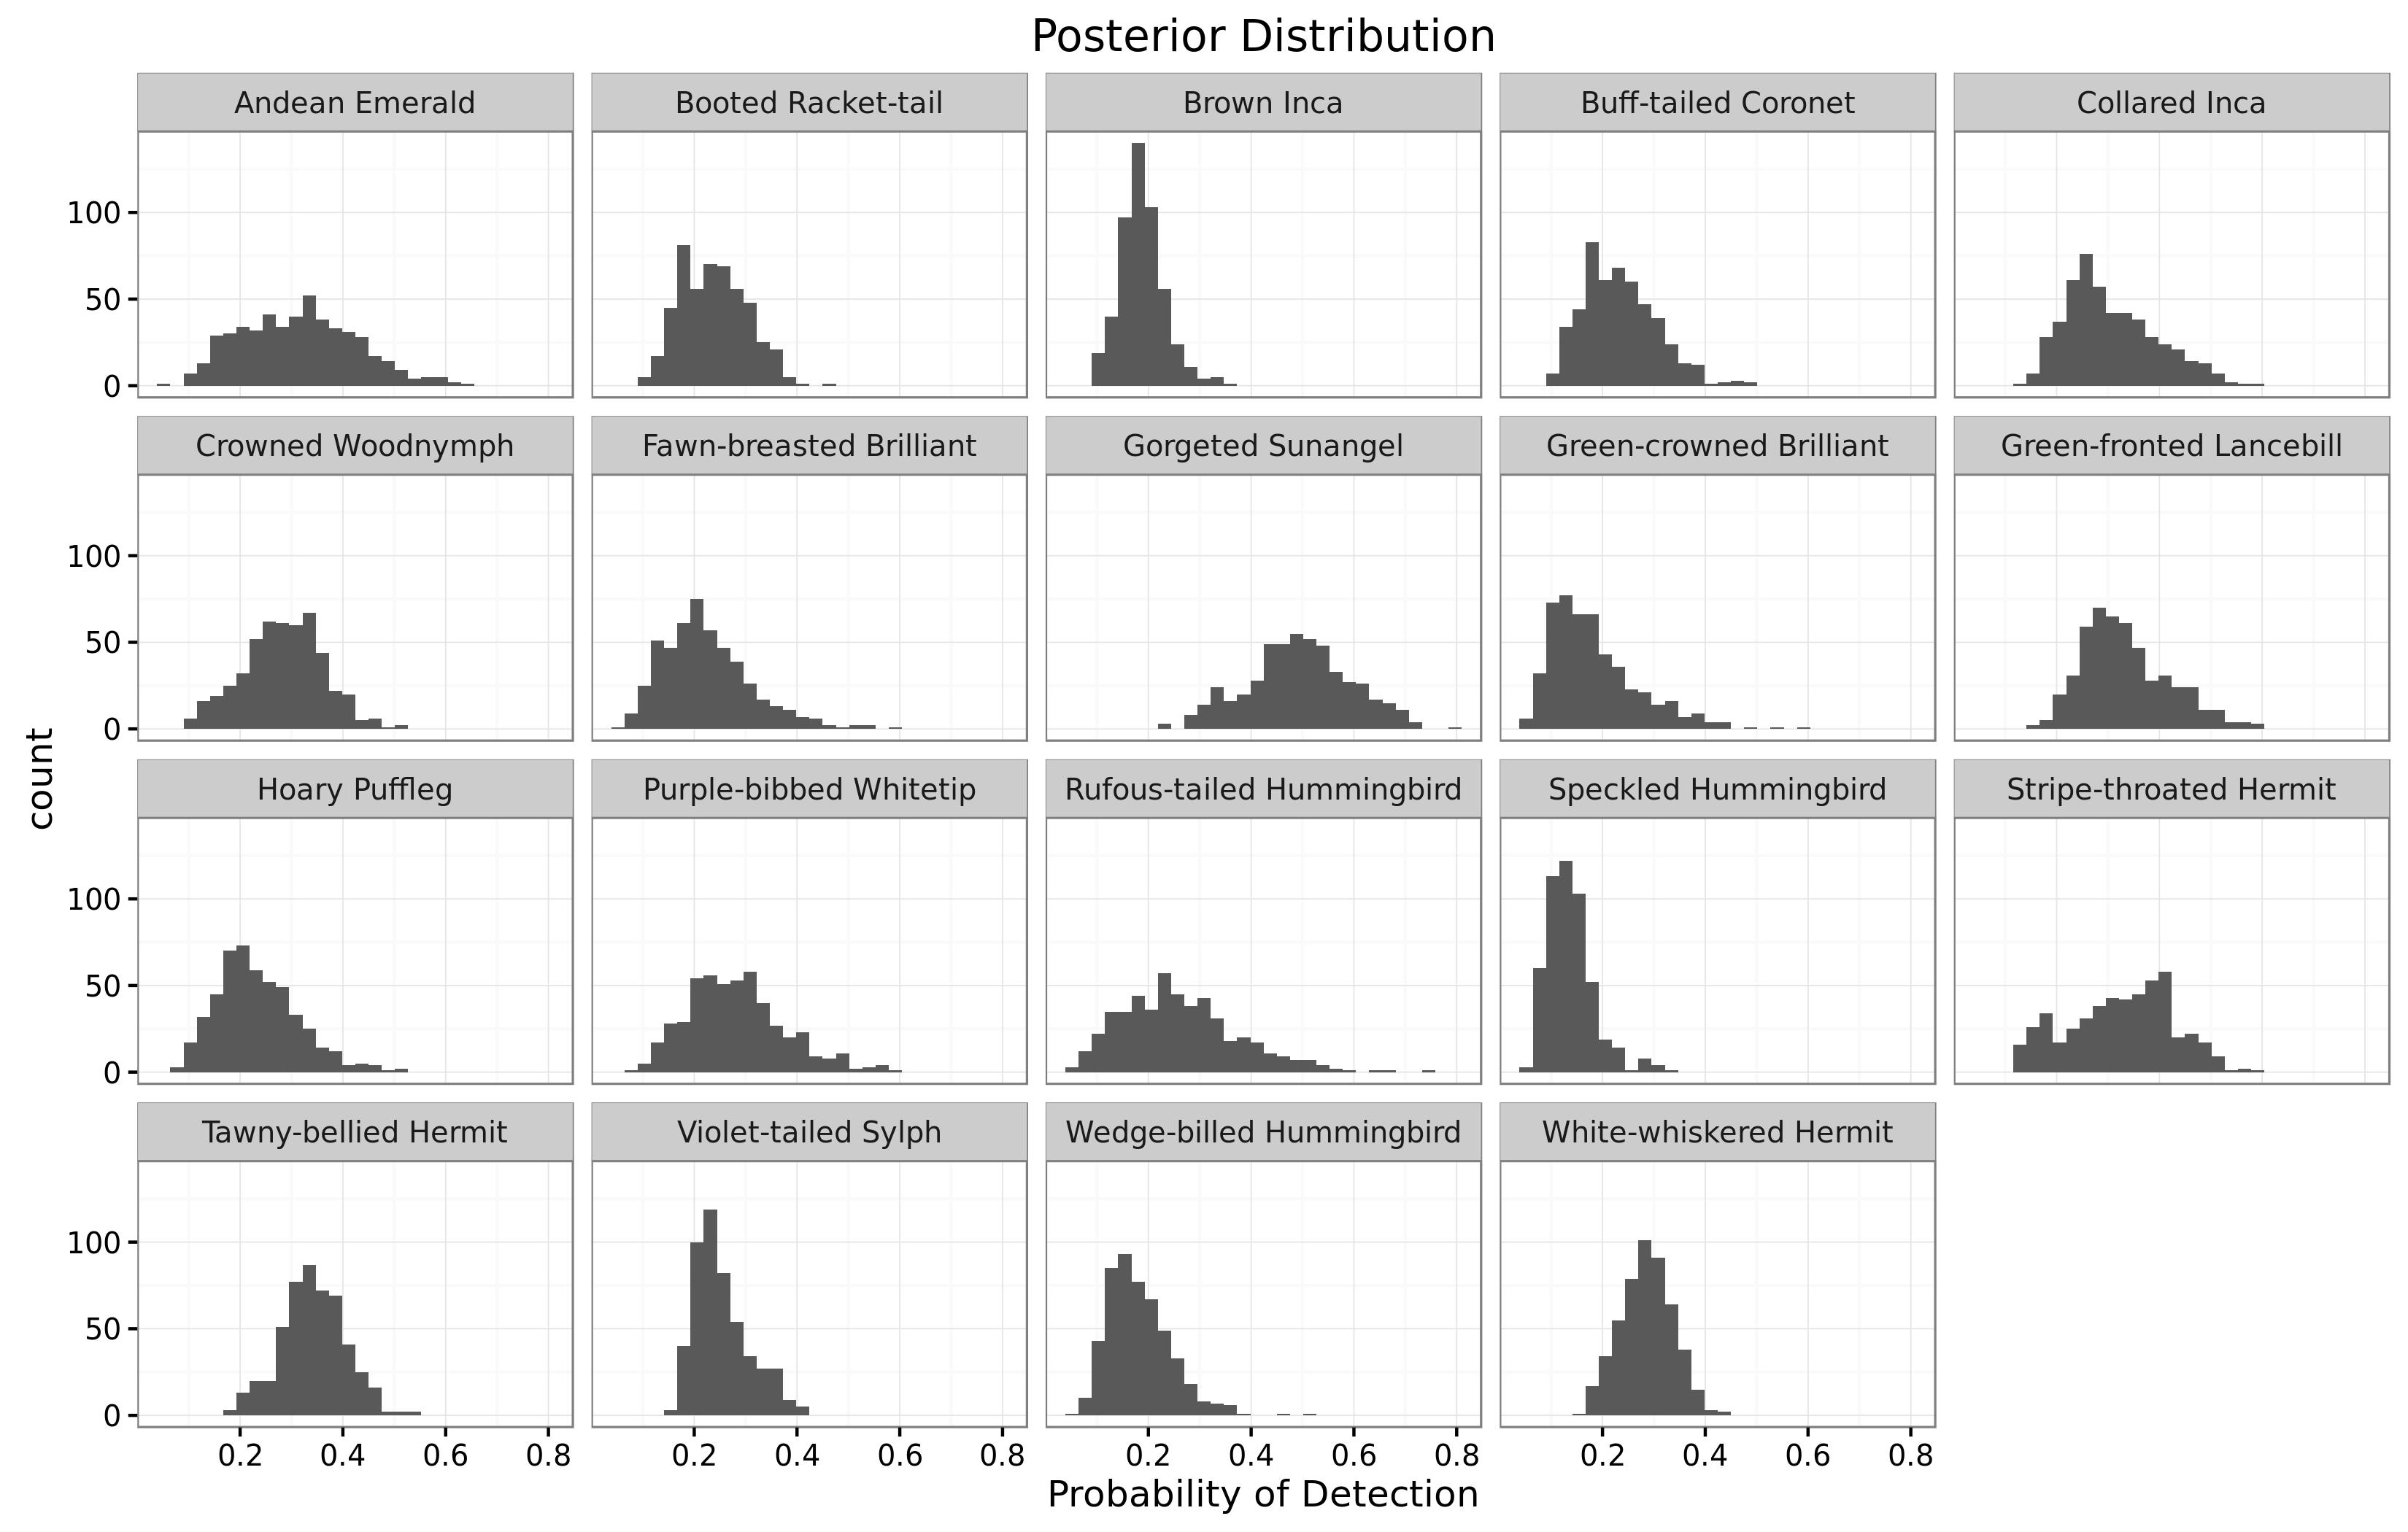 Posterior Distribution
Andean Emerald
Booted Racket-tail
Brown Inca
Buff-tailed Coronet
Collared Inca
100
50
0
Crowned Woodnymph
Fawn-breasted Brilliant
Gorgeted Sunangel
Green-crowned Brilliant
Green-fronted Lancebill
100
50
0
count
Hoary Puffleg
Purple-bibbed Whitetip
Rufous-tailed Hummingbird
Speckled Hummingbird
Stripe-throated Hermit
100
50
0
Tawny-bellied Hermit
Violet-tailed Sylph
Wedge-billed Hummingbird
White-whiskered Hermit
100
50
0
0.2 0.4 0.6 0.8
0.2 0.4 0.6 0.8
0.2 0.4 0.6 0.8
0.2 0.4 0.6 0.8
Probability of Detection